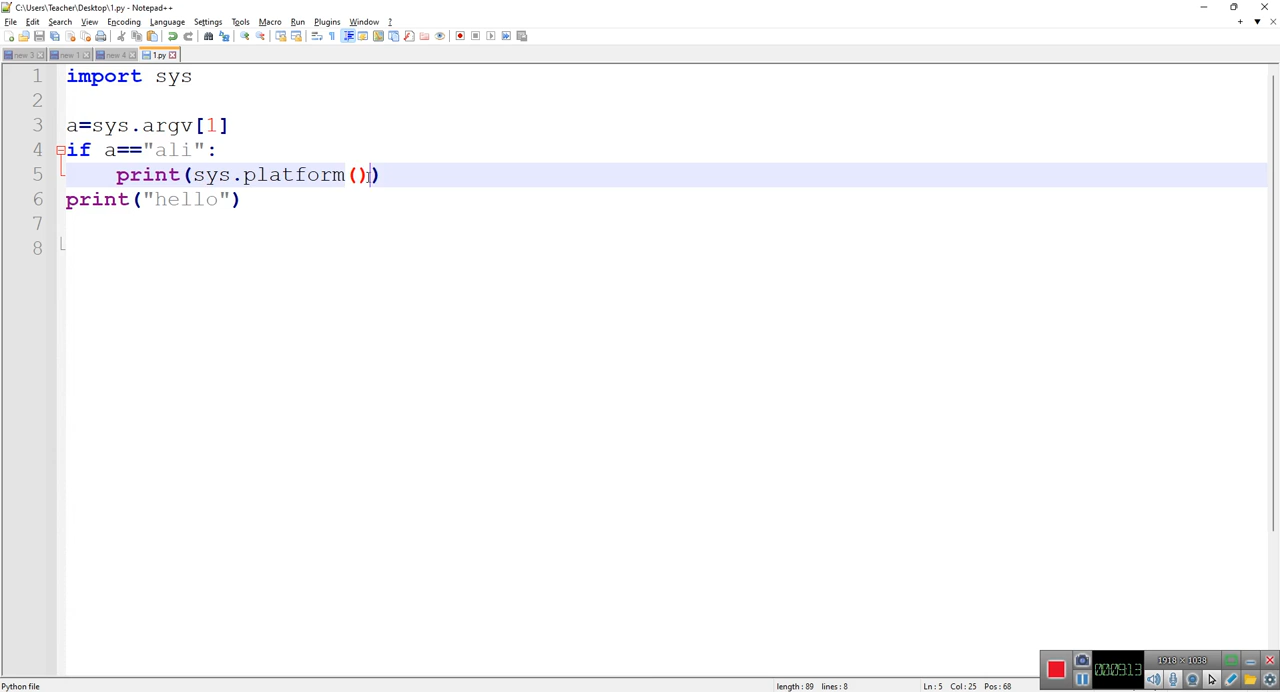 C:\Users\Teacher\Desktop\1.py - Notepad++
File Edit Search View Encoding Language Settings Tools Macro Run Plugins Window ?
new 3 new 1 new 4 1.py
1 import sys
2
3 a=sys.argv[1]
4 if a=="ali":
5 print(sys.platform())
6 print("hello")
7
8
1918 × 1038
00:09:13
Python file length : 89 lines : 8 Ln : 5 Col : 25 Pos : 68